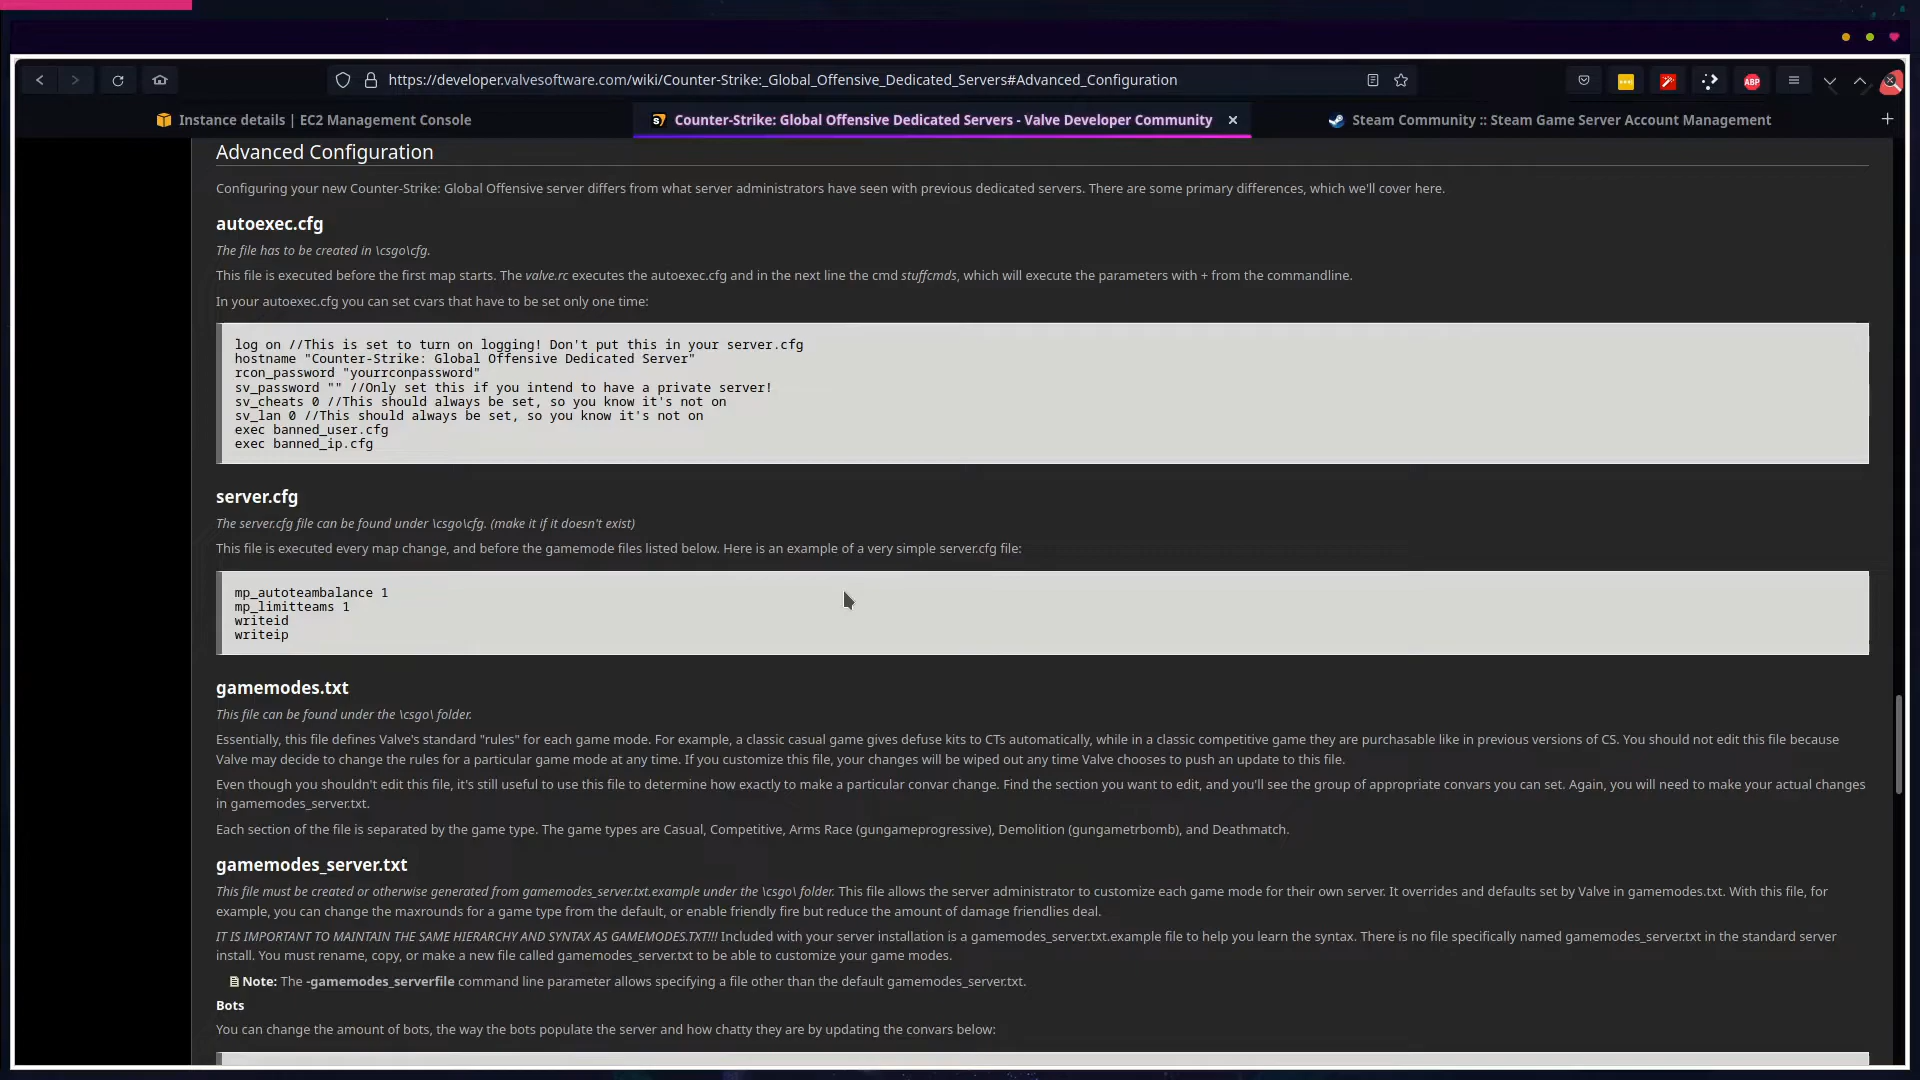 https://developer.valvesoftware.com/wiki/Counter-Strike:_Global_Offensive_Dedicated_Servers#Advanced_Configuration
ABP
Instance details | EC2 Management Console
Counter-Strike: Global Offensive Dedicated Servers - Valve Developer Community
Steam Community :: Steam Game Server Account Management
Advanced Configuration
Configuring your new Counter-Strike: Global Offensive server differs from what server administrators have seen with previous dedicated servers. There are some primary differences, which we'll cover here.
autoexec.cfg
The file has to be created in \csgo\cfg.
This file is executed before the first map starts. The valve.rc executes the autoexec.cfg and in the next line the cmd stuffcmds, which will execute the parameters with + from the commandline.
In your autoexec.cfg you can set cvars that have to be set only one time:
log on //This is set to turn on logging! Don't put this in your server.cfg
hostname "Counter-Strike: Global Offensive Dedicated Server"
rcon_password "yourrconpassword"
sv_password "" //Only set this if you intend to have a private server!
sv_cheats 0 //This should always be set, so you know it's not on
sv_lan 0 //This should always be set, so you know it's not on
exec banned_user.cfg
exec banned_ip.cfg
server.cfg
The server.cfg file can be found under \csgo\cfg. (make it if it doesn't exist)
This file is executed every map change, and before the gamemode files listed below. Here is an example of a very simple server.cfg file:
mp_autoteambalance 1
mp_limitteams 1
writeid
writeip
gamemodes.txt
This file can be found under the \csgo\ folder.
Essentially, this file defines Valve's standard "rules" for each game mode. For example, a classic casual game gives defuse kits to CTs automatically, while in a classic competitive game they are purchasable like in previous versions of CS. You should not edit this file because
Valve may decide to change the rules for a particular game mode at any time. If you customize this file, your changes will be wiped out any time Valve chooses to push an update to this file.
Even though you shouldn't edit this file, it's still useful to use this file to determine how exactly to make a particular convar change. Find the section you want to edit, and you'll see the group of appropriate convars you can set. Again, you will need to make your actual changes
in gamemodes_server.txt.
Each section of the file is separated by the game type. The game types are Casual, Competitive, Arms Race (gungameprogressive), Demolition (gungametrbomb), and Deathmatch.
gamemodes_server.txt
This file must be created or otherwise generated from gamemodes_server.txt.example under the \csgo\ folder. This file allows the server administrator to customize each game mode for their own server. It overrides and defaults set by Valve in gamemodes.txt. With this file, for
example, you can change the maxrounds for a game type from the default, or enable friendly fire but reduce the amount of damage friendlies deal.
IT IS IMPORTANT TO MAINTAIN THE SAME HIERARCHY AND SYNTAX AS GAMEMODES.TXT!!! Included with your server installation is a gamemodes_server.txt.example file to help you learn the syntax. There is no file specifically named gamemodes_server.txt in the standard server
install. You must rename, copy, or make a new file called gamemodes_server.txt to be able to customize your game modes.
Note: The -gamemodes_serverfile command line parameter allows specifying a file other than the default gamemodes_server.txt.
Bots
You can change the amount of bots, the way the bots populate the server and how chatty they are by updating the convars below: